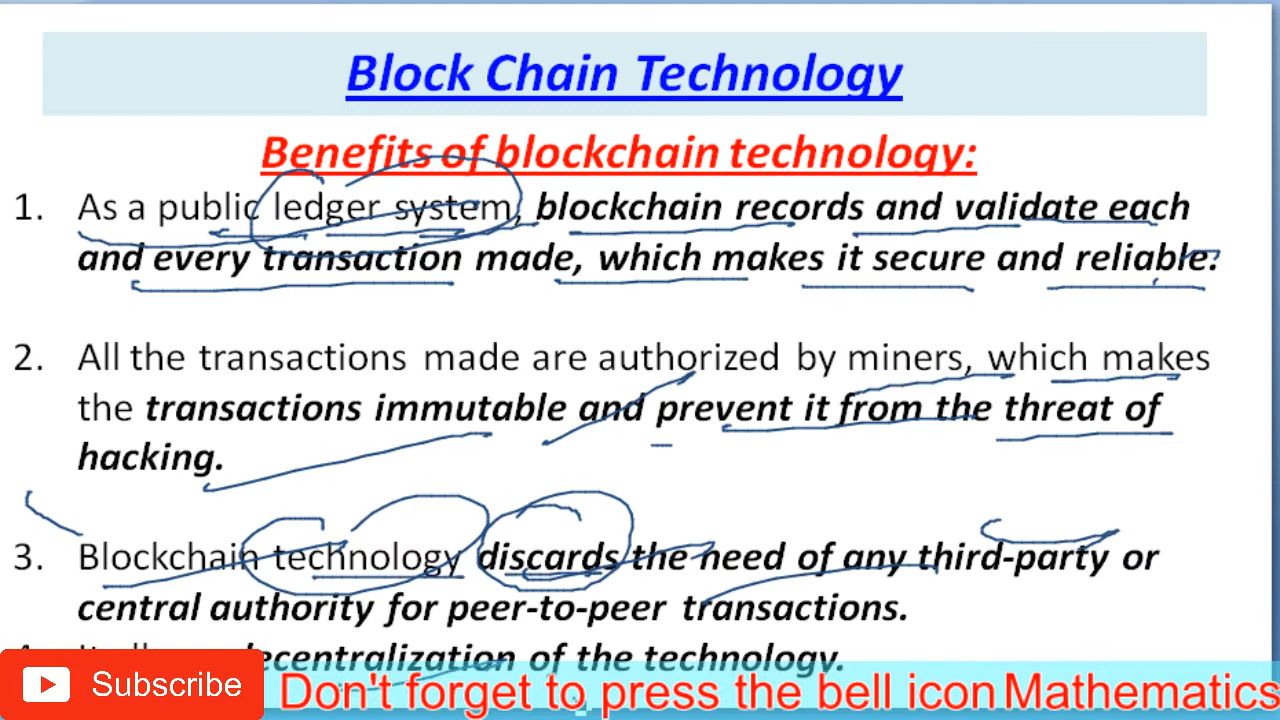 Block Chain Technology
Benefits of blockchain technology:
1. As a public ledger system, blockchain records and validate each
and every transaction made, which makes it secure and reliable.
2. All the transactions made are authorized by miners, which makes
the transactions immutable and prevent it from the threat of
hacking.
3. Blockchain technology discards the need of any third-party or
central authority for peer-to-peer transactions.
decentralization of the technology.
Subscribe
Don't forget to press the bell icon Mathematics